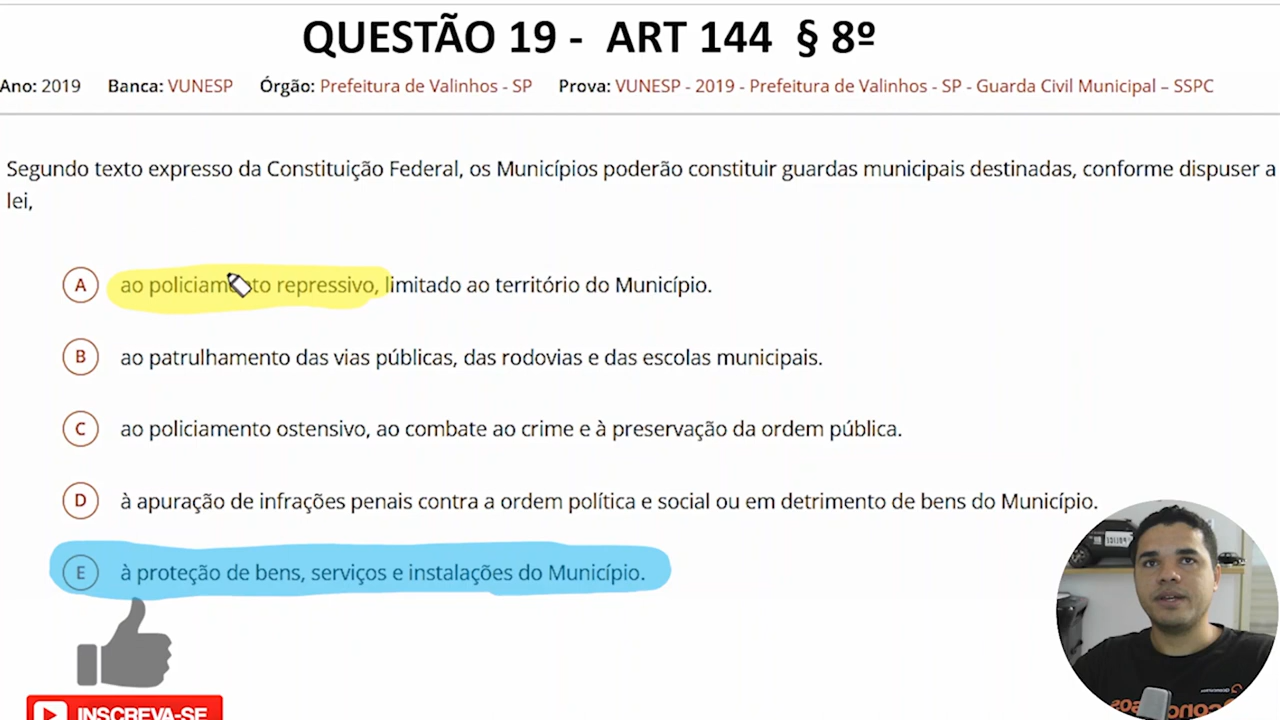 QUESTÃO 19 - ART 144 § 8º
Ano: 2019 Banca: VUNESP Órgão: Prefeitura de Valinhos - SP Prova: VUNESP - 2019 - Prefeitura de Valinhos - SP - Guarda Civil Municipal – SSPC
Segundo texto expresso da Constituição Federal, os Municípios poderão constituir guardas municipais destinadas, conforme dispuser a
lei,
A ao policiamento repressivo, limitado ao território do Município.
B ao patrulhamento das vias públicas, das rodovias e das escolas municipais.
C ao policiamento ostensivo, ao combate ao crime e à preservação da ordem pública.
D à apuração de infrações penais contra a ordem política e social ou em detrimento de bens do Município.
E à proteção de bens, serviços e instalações do Município.
INSCREVA-SE